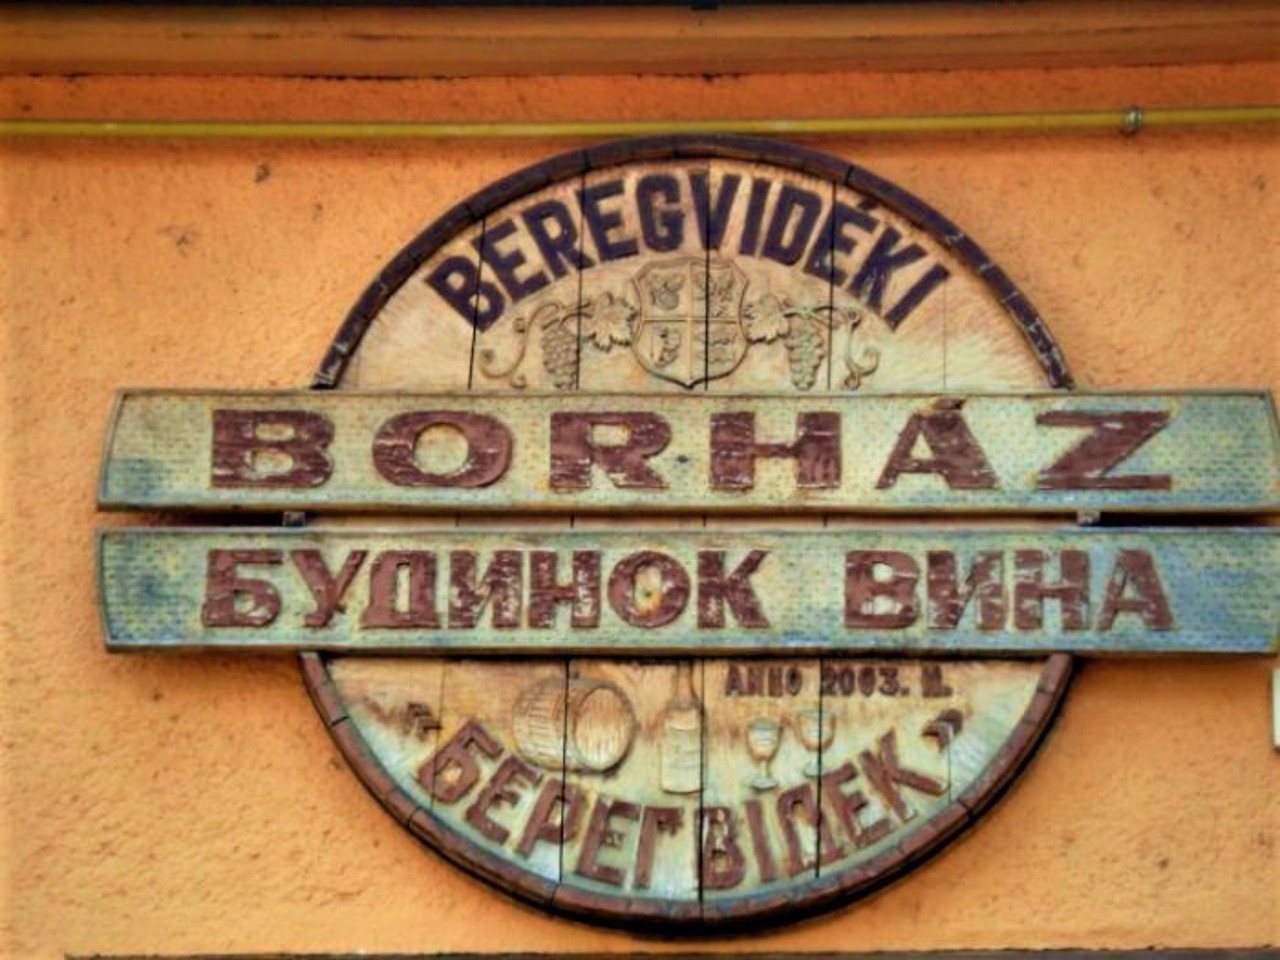 BEREGVIDÉKI
BORHÁZ
БУДИНОК ВИНА
ANNO 2003.
"БЕРЕГВІДЕК"